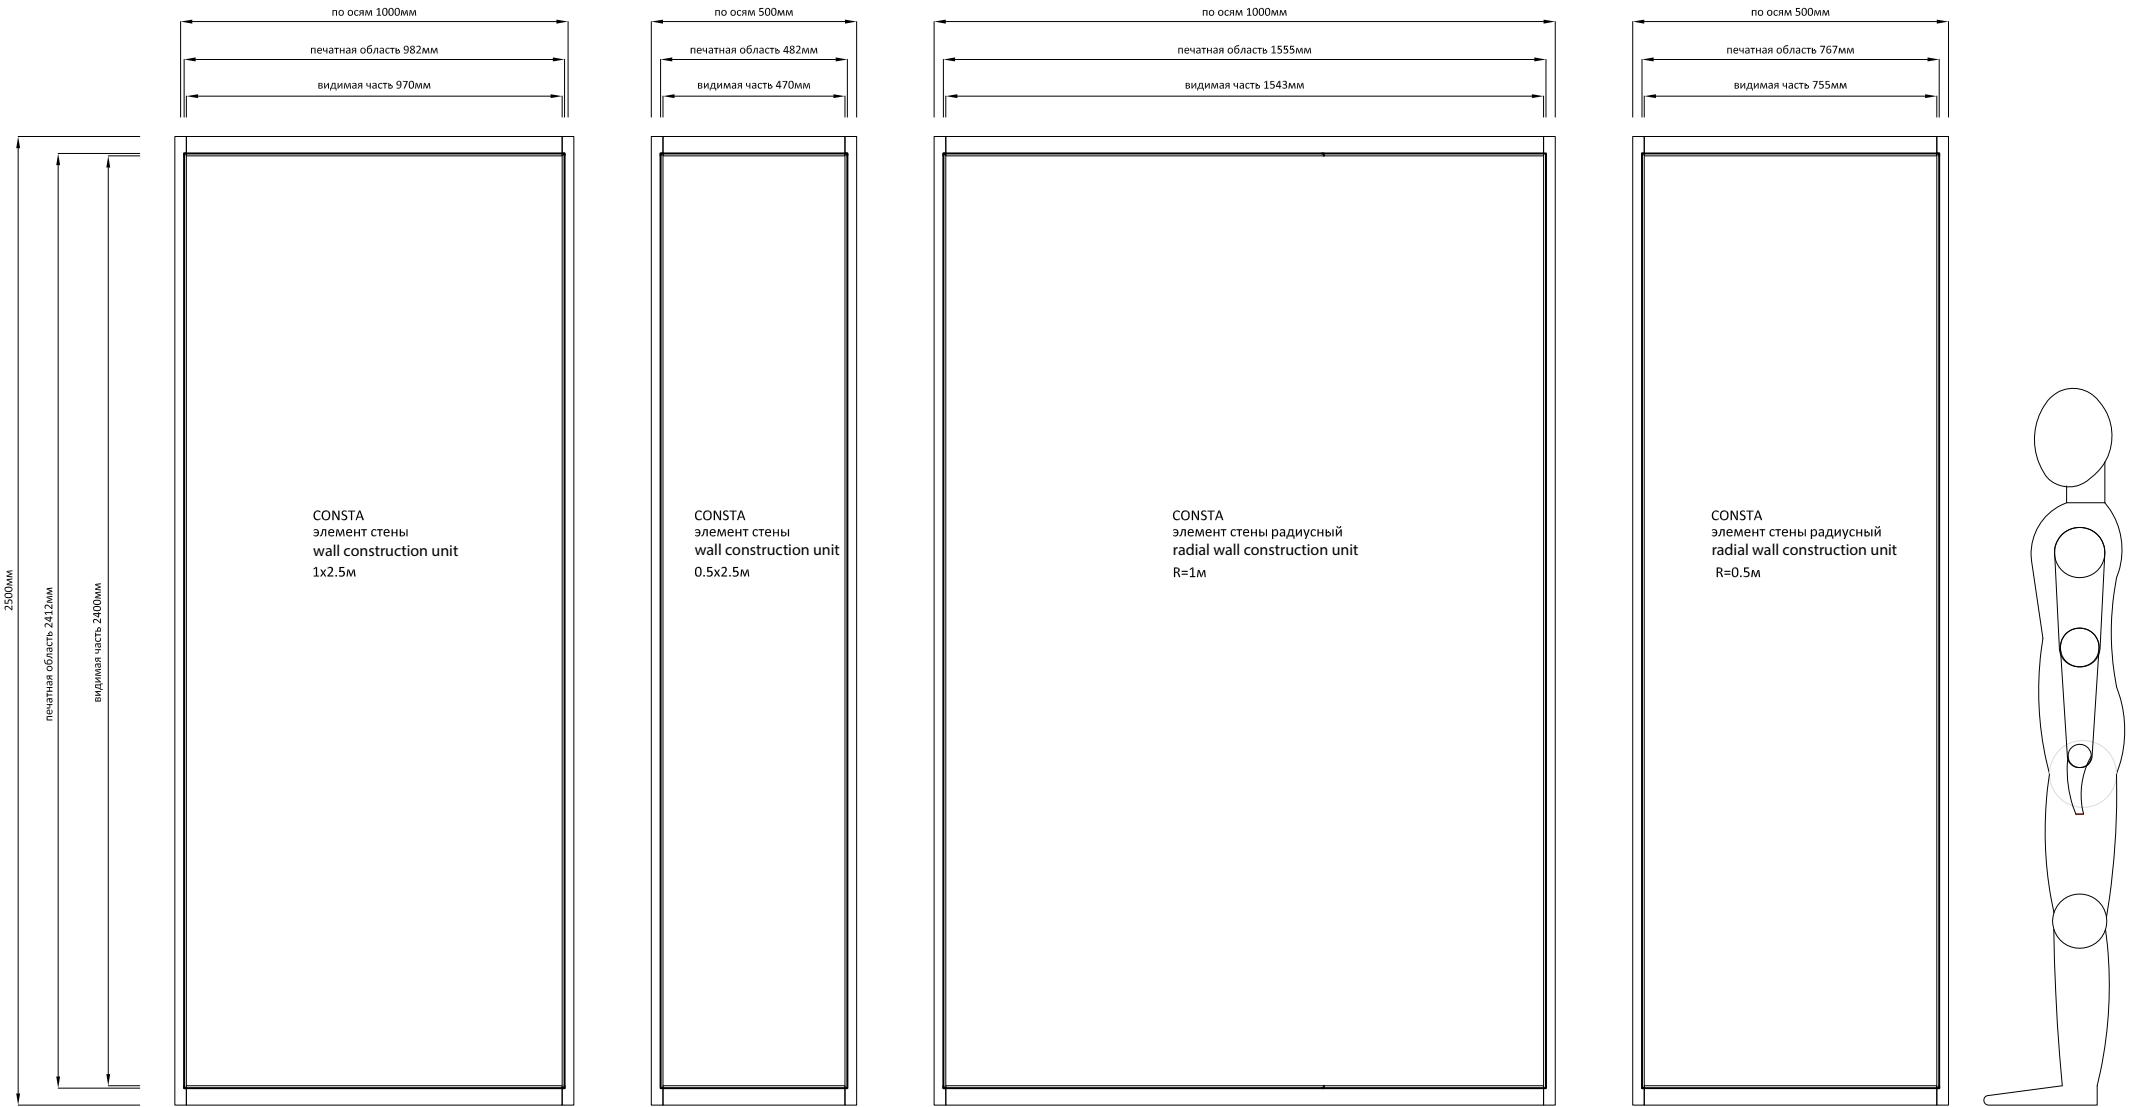 по осям 1000мм
по осям 500мм
по осям 1000мм
по осям 500мм
печатная область 982мм
печатная область 482мм
печатная область 1555мм
печатная область 767мм
видимая часть 970мм
видимая часть 470мм
видимая часть 1543мм
видимая часть 755мм
2500мм
печатная область 2412мм
видимая часть 2400мм
CONSTA
элемент стены
wall construction unit
1x2.5м
CONSTA
элемент стены
wall construction unit
0.5x2.5м
CONSTA
элемент стены радиусный
radial wall construction unit
R=1м
CONSTA
элемент стены радиусный
radial wall construction unit
R=0.5м